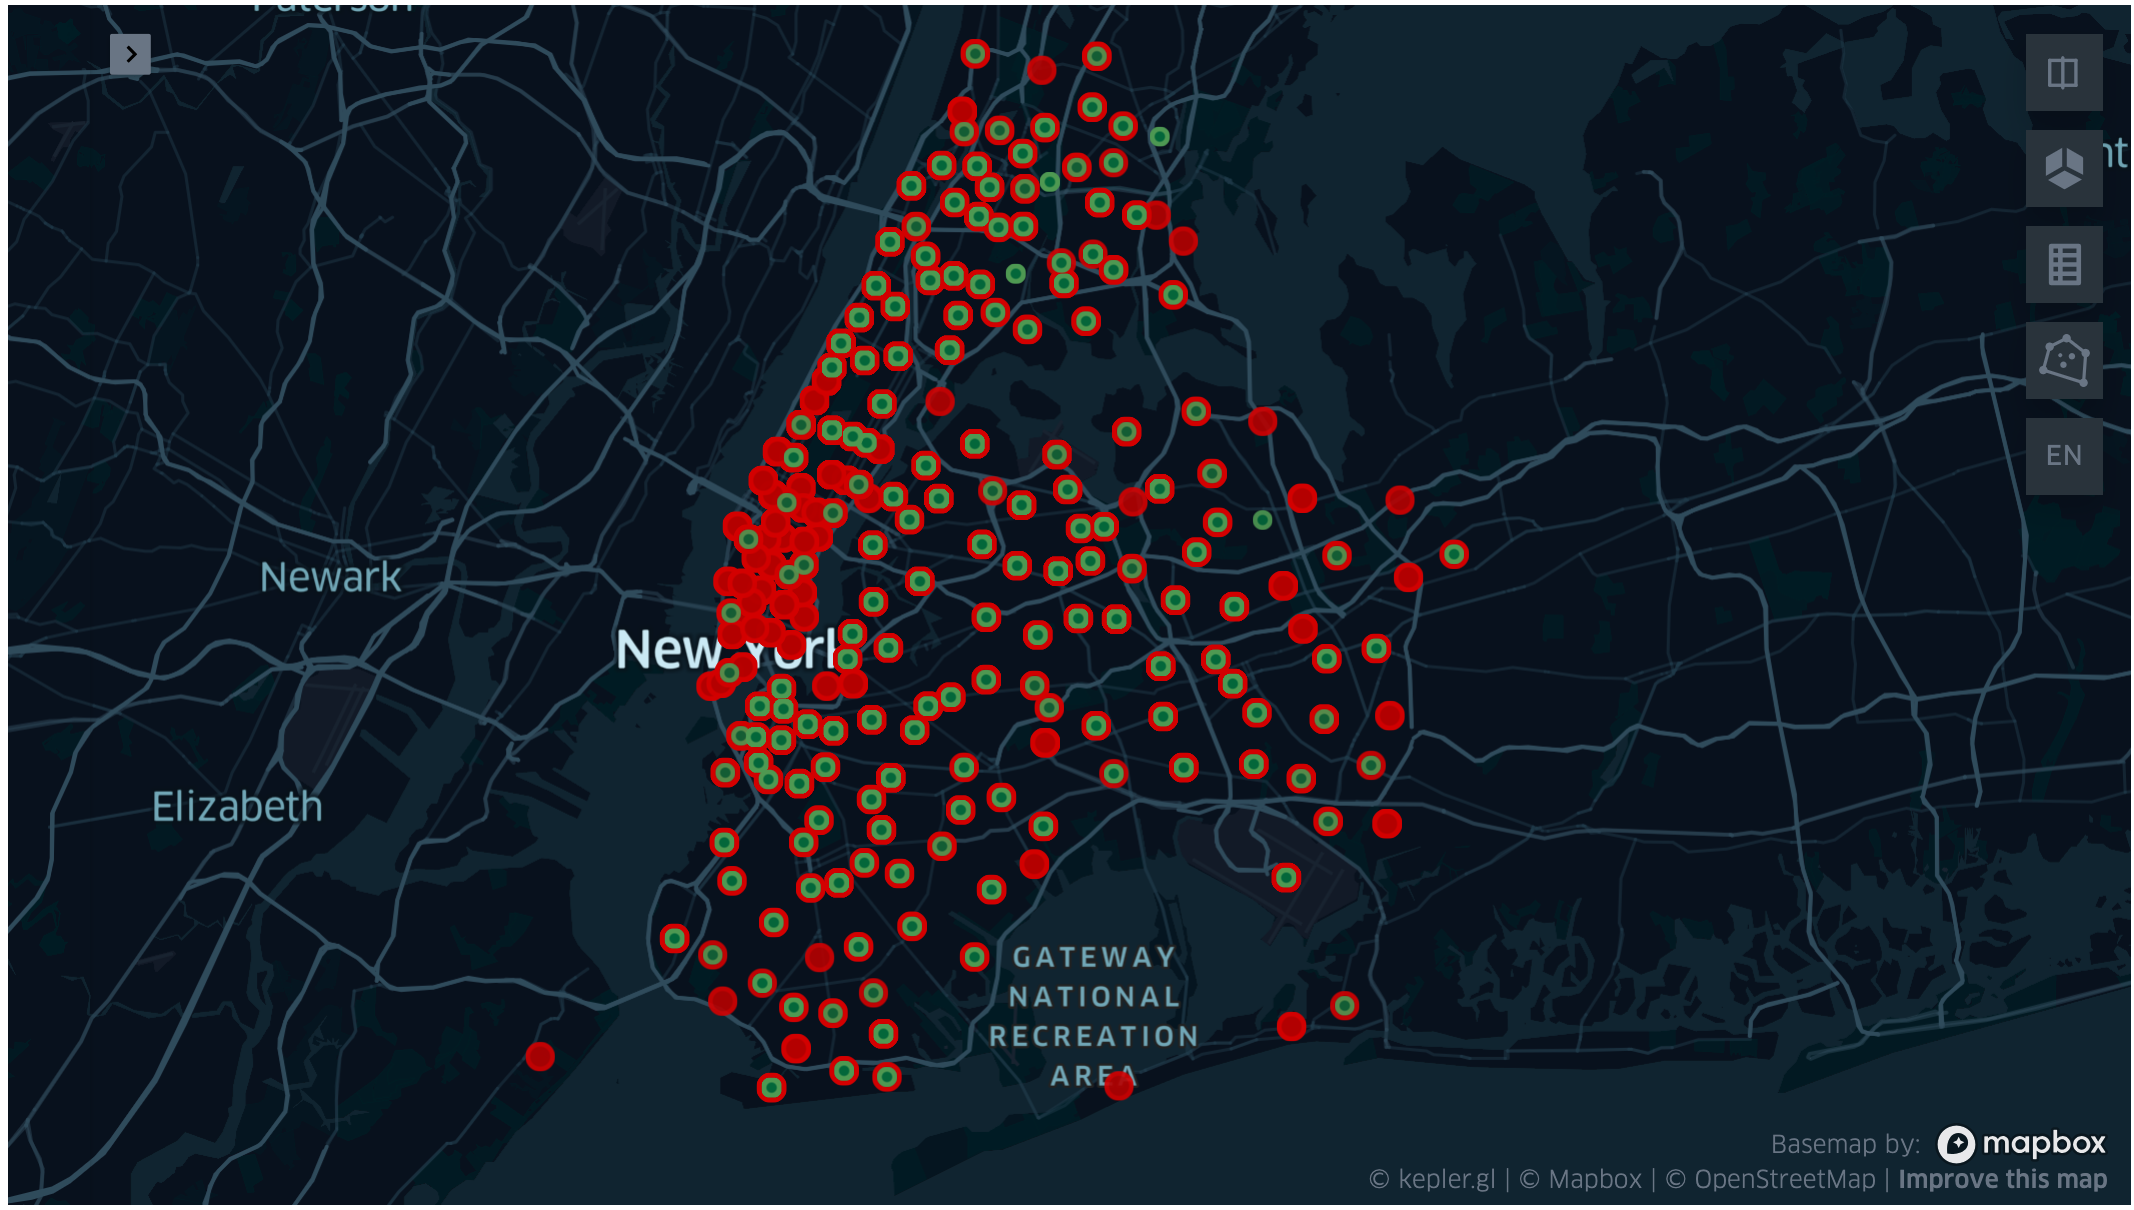 Paterson
EN
Newark
New York
Elizabeth
GATEWAY
NATIONAL
RECREATION
AREA
Basemap by: mapbox
© kepler.gl | © Mapbox | © OpenStreetMap | Improve this map